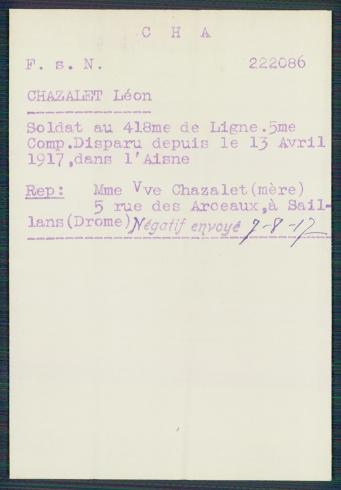 C H A
F. s. N. 222086
CHAZALET Léon
Soldat au 418me de Ligne.5me
Comp.Disparu depuis le 13 Avril
1917,dans l'Aisne
Rep: Mme Vve Chazalet(mère)
5 rue des Arceaux,à Sail-
lans(Drome) Négatif envoyé 7-8-17